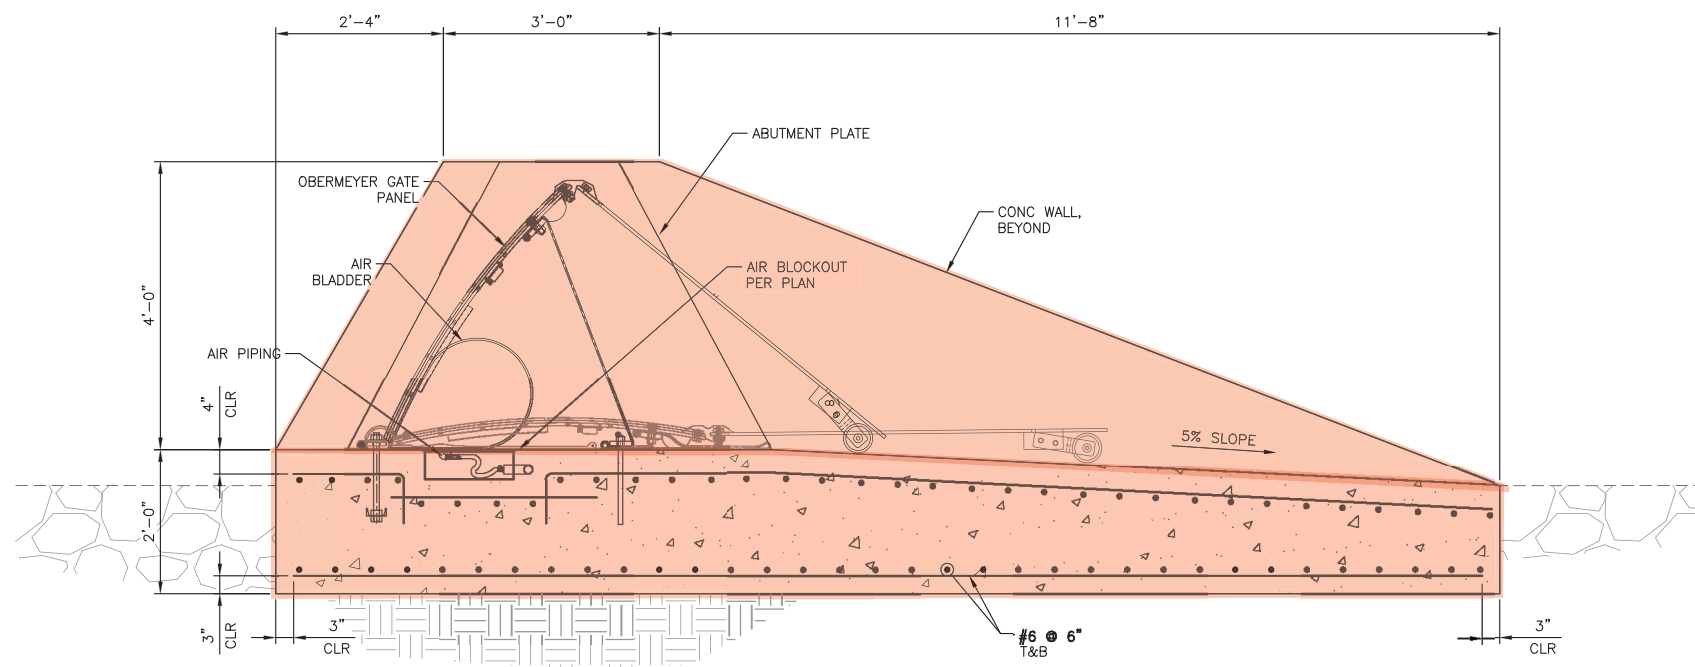 2'-4"
3'-0"
11'-8"
ABUTMENT PLATE
OBERMEYER GATE
PANEL
CONC WALL,
BEYOND
AIR
BLADDER
AIR BLOCKOUT
PER PLAN
4'-0"
AIR PIPING
4"
CLR
5% SLOPE
2'-0"
3"
CLR
3"
CLR
#6 @ 6"
T&B
3"
CLR